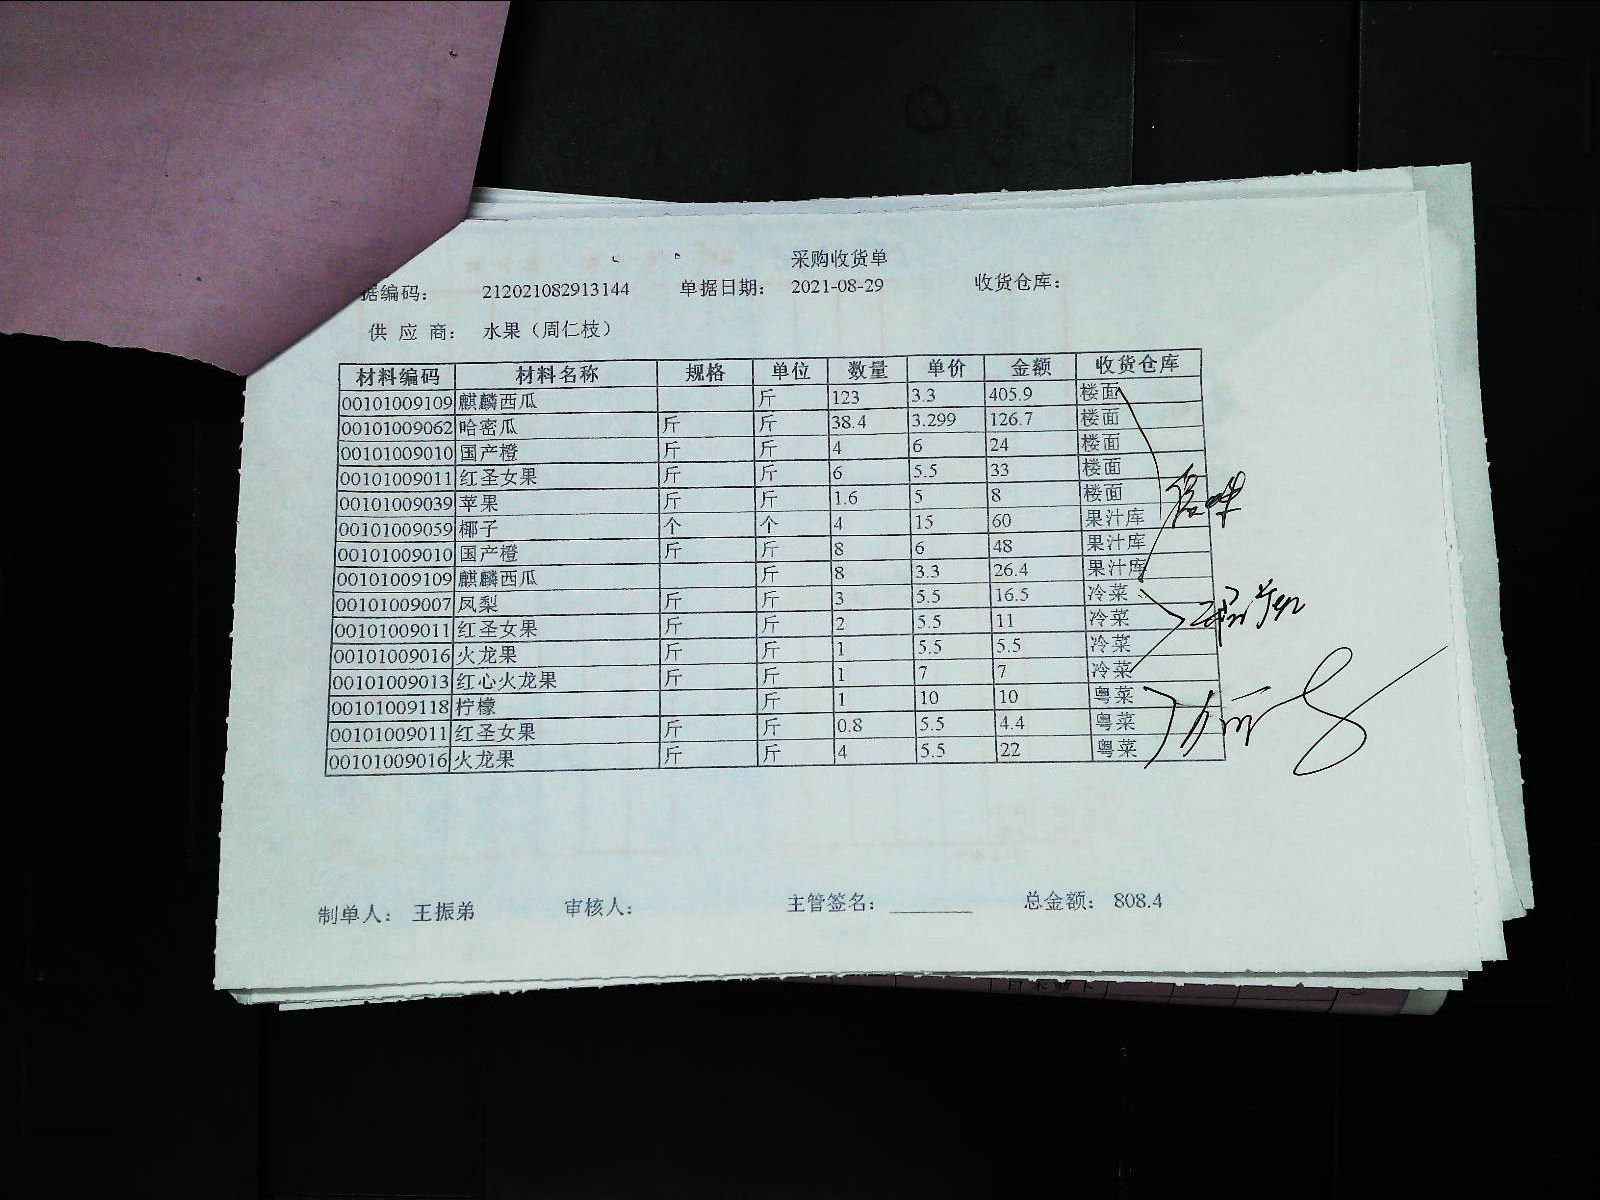 采购收货单
据编码： 212021082913144 单据日期： 2021-08-29 收货仓库：
供 应 商： 水果（周仁枝）
材料编码 材料名称 规格 单位 数量 单价 金额 收货仓库
00101009109 麒麟西瓜 斤 123 3.3 405.9 楼面
00101009062 哈密瓜 斤 斤 38.4 3.299 126.7 楼面
00101009010 国产橙 斤 斤 4 6 24 楼面
00101009011 红圣女果 斤 斤 6 5.5 33 楼面
00101009039 苹果 斤 斤 1.6 5 8 楼面
00101009059 椰子 个 个 4 15 60 果汁库
00101009010 国产橙 斤 斤 8 6 48 果汁库
00101009109 麒麟西瓜 斤 8 3.3 26.4 果汁库
00101009007 凤梨 斤 斤 3 5.5 16.5 冷菜
00101009011 红圣女果 斤 斤 2 5.5 11 冷菜
00101009016 火龙果 斤 斤 1 5.5 5.5 冷菜
00101009013 红心火龙果 斤 斤 1 7 7 冷菜
00101009118 柠檬 斤 1 10 10 粤菜
00101009011 红圣女果 斤 斤 0.8 5.5 4.4 粤菜
00101009016 火龙果 斤 斤 4 5.5 22 粤菜
制单人： 王振弟 审核人： 主管签名： 总金额： 808.4